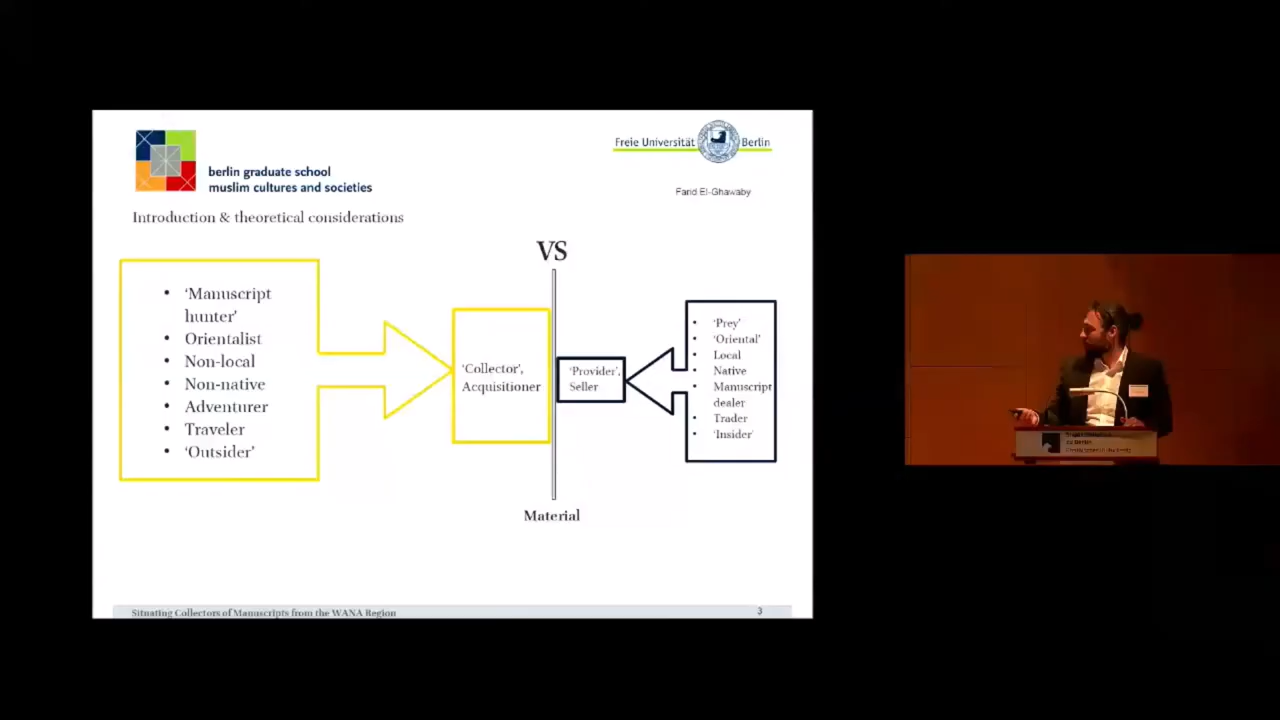 berlin graduate school
muslim cultures and societies
Freie Universität Berlin
Farid El-Ghawaby
Introduction & theoretical considerations
VS
• 'Manuscript
hunter'
• Orientalist
• Non-local
• Non-native
• Adventurer
• Traveler
• 'Outsider'
'Collector',
Acquisitioner
'Provider',
Seller
• 'Prey'
• 'Oriental'
• Local
• Native
• Manuscript
dealer
• Trader
• 'Insider'
Material
Situating Collectors of Manuscripts from the WANA Region
3
zu Berlin